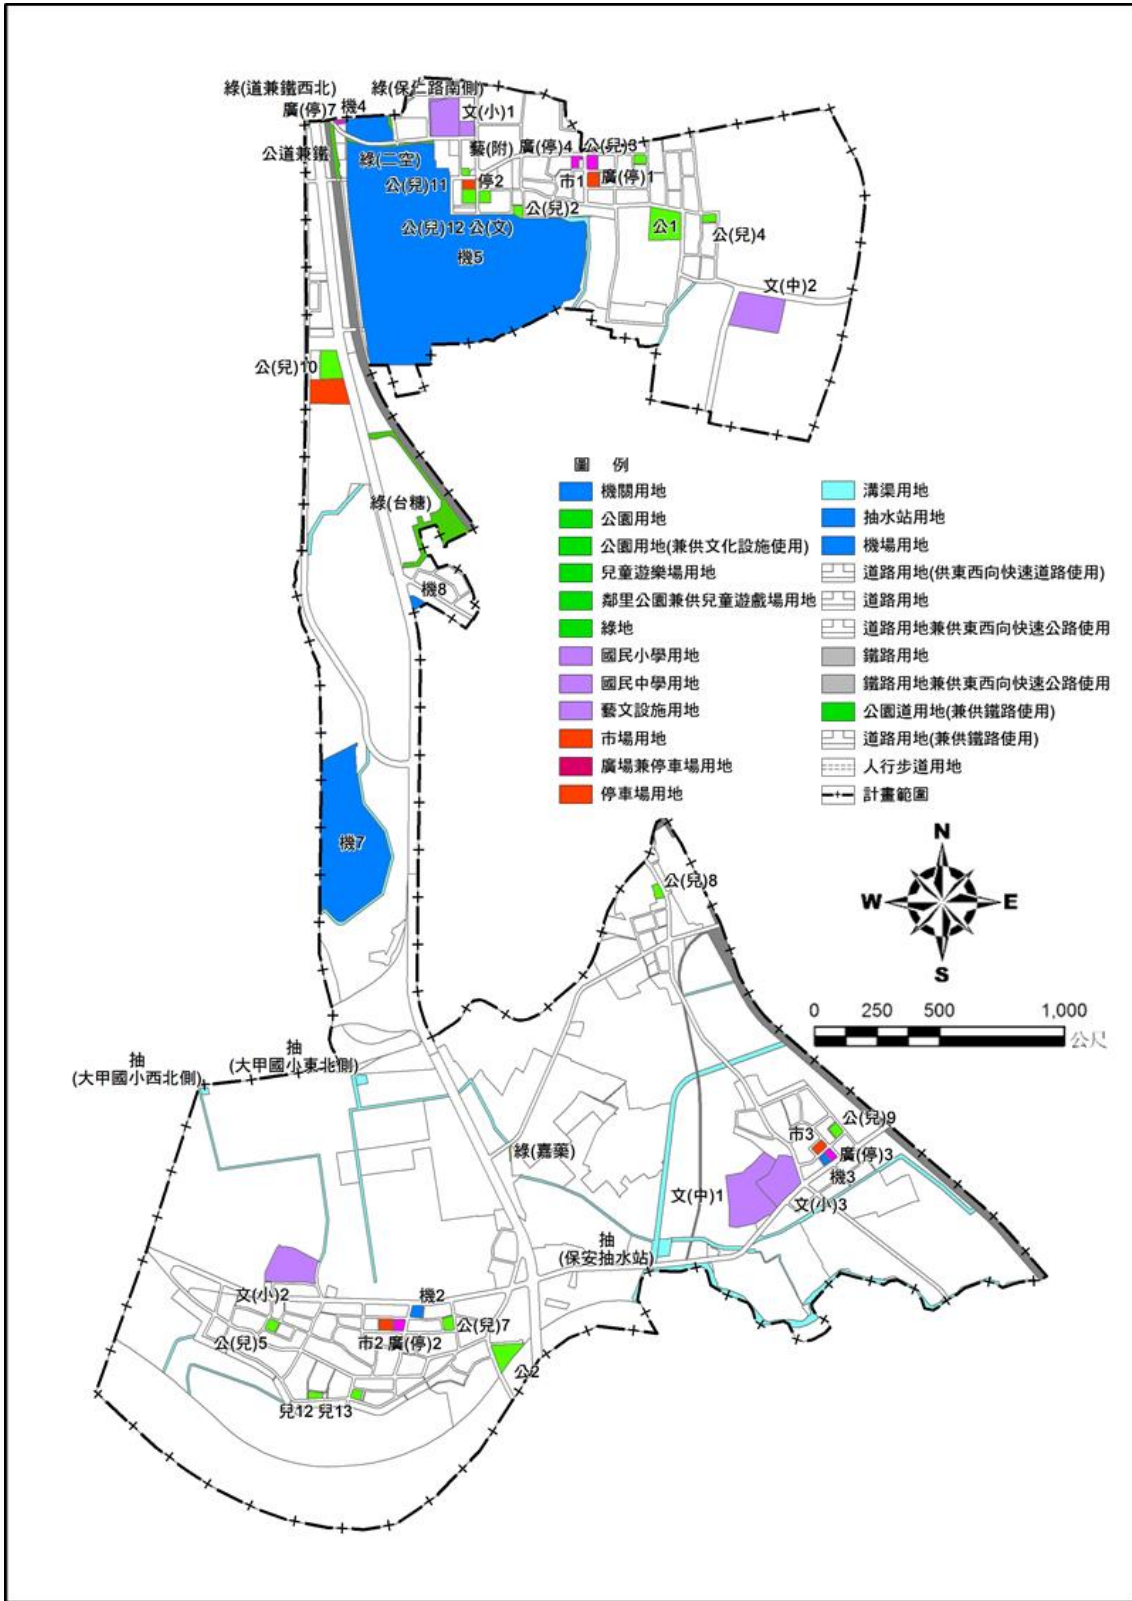 綠(道兼鐵西北)
綠(保仁路南側)
廣(停)7
機4
文(小)1
公道兼鐵
綠(二空)
藝(附)
廣(停)4
公(兒)3
公(兒)11
停2
市1
廣(停)1
公(兒)2
公(兒)12
公(文)
公1
公(兒)4
機5
文(中)2
公(兒)10
綠(台糖)
機8
機7
圖 例
機關用地
公園用地
公園用地(兼供文化設施使用)
兒童遊樂場用地
鄰里公園兼供兒童遊戲場用地
綠地
國民小學用地
國民中學用地
藝文設施用地
市場用地
廣場兼停車場用地
停車場用地
溝渠用地
抽水站用地
機場用地
道路用地(供東西向快速道路使用)
道路用地
道路用地兼供東西向快速公路使用
鐵路用地
鐵路用地兼供東西向快速公路使用
公園道用地(兼供鐵路使用)
道路用地(兼供鐵路使用)
人行步道用地
計畫範圍
N
W
E
S
0 250 500 1,000
公尺
公(兒)8
抽
(大甲國小西北側)
抽
(大甲國小東北側)
綠(嘉藥)
市3
公(兒)9
廣(停)3
機3
文(中)1
文(小)3
抽
(保安抽水站)
文(小)2
機2
公(兒)5
市2
廣(停)2
公(兒)7
公2
兒12
兒13